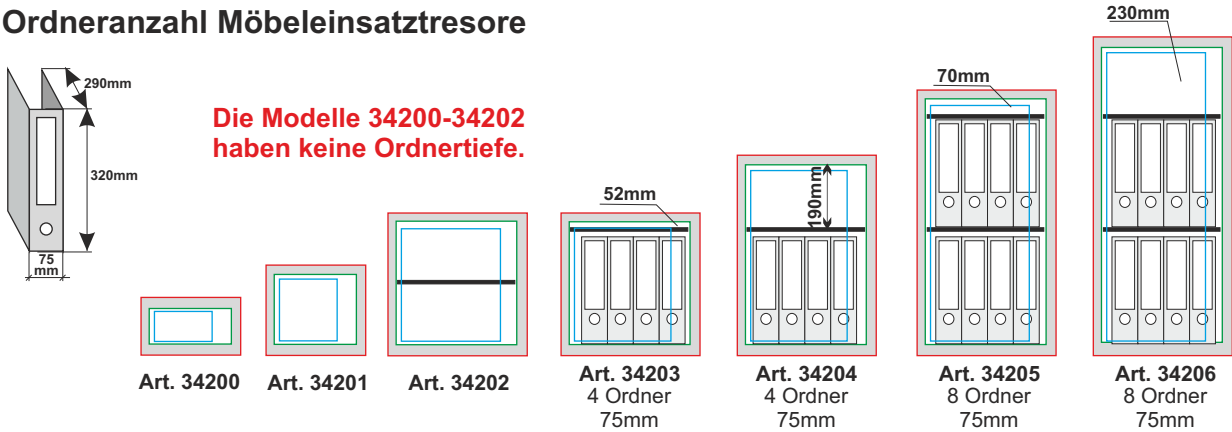 Ordneranzahl Möbeleinsatztresore
290mm
320mm
75
mm
Die Modelle 34200-34202
haben keine Ordnertiefe.
52mm
190mm
70mm
230mm
Art. 34200
Art. 34201
Art. 34202
Art. 34203
4 Ordner
75mm
Art. 34204
4 Ordner
75mm
Art. 34205
8 Ordner
75mm
Art. 34206
8 Ordner
75mm